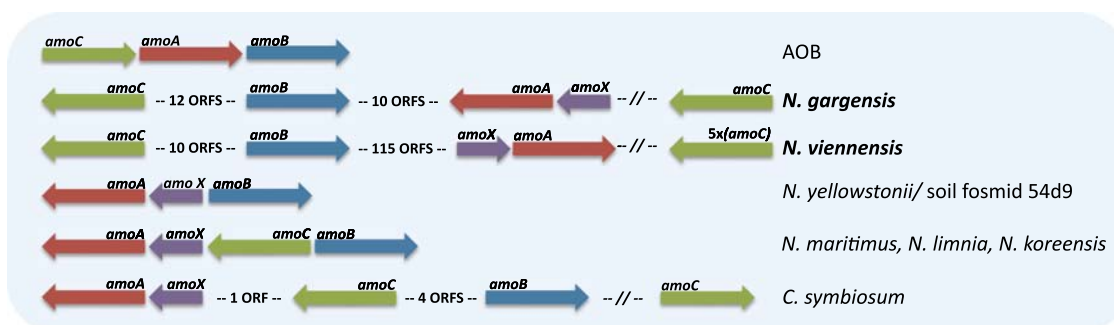 amoC amoA amoB AOB
amoC -- 12 ORFS -- amoB -- 10 ORFS -- amoA amoX -- // -- amoC N. gargensis
amoC -- 10 ORFS -- amoB -- 115 ORFS -- amoX amoA -- // -- 5x(amoC) N. viennensis
amoA amo X amoB N. yellowstonii/ soil fosmid 54d9
amoA amoX amoC amoB N. maritimus, N. limnia, N. koreensis
amoA amoX -- 1 ORF -- amoC -- 4 ORFS -- amoB -- // -- amoC C. symbiosum